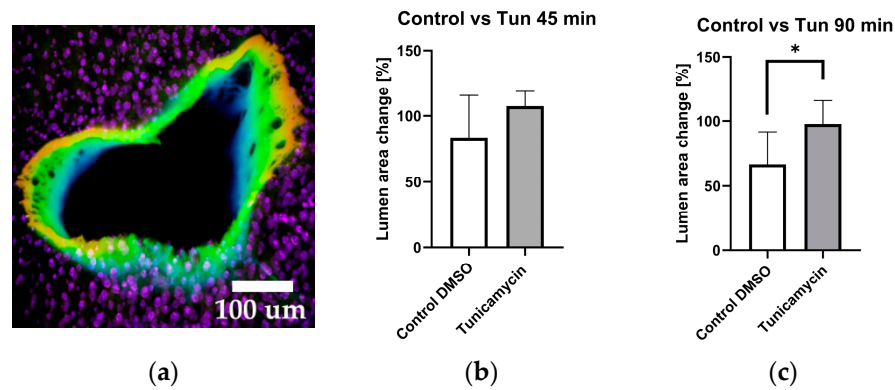 100 um
(a)
Control vs Tun 45 min
Lumen area change [%]
150
100
50
0
Control DMSO
Tunicamycin
(b)
Control vs Tun 90 min
Lumen area change [%]
150
100
50
0
*
Control DMSO
Tunicamycin
(c)